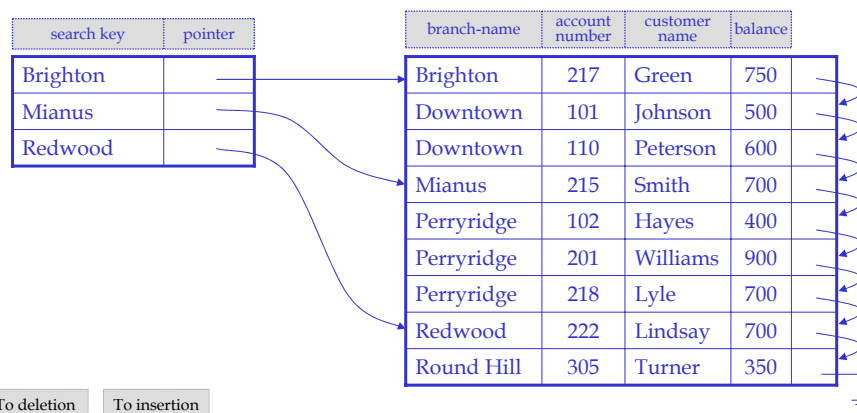 search key pointer
Brighton
Mianus
Redwood
branch-name account number customer name balance
Brighton 217 Green 750
Downtown 101 Johnson 500
Downtown 110 Peterson 600
Mianus 215 Smith 700
Perryridge 102 Hayes 400
Perryridge 201 Williams 900
Perryridge 218 Lyle 700
Redwood 222 Lindsay 700
Round Hill 305 Turner 350
To deletion To insertion